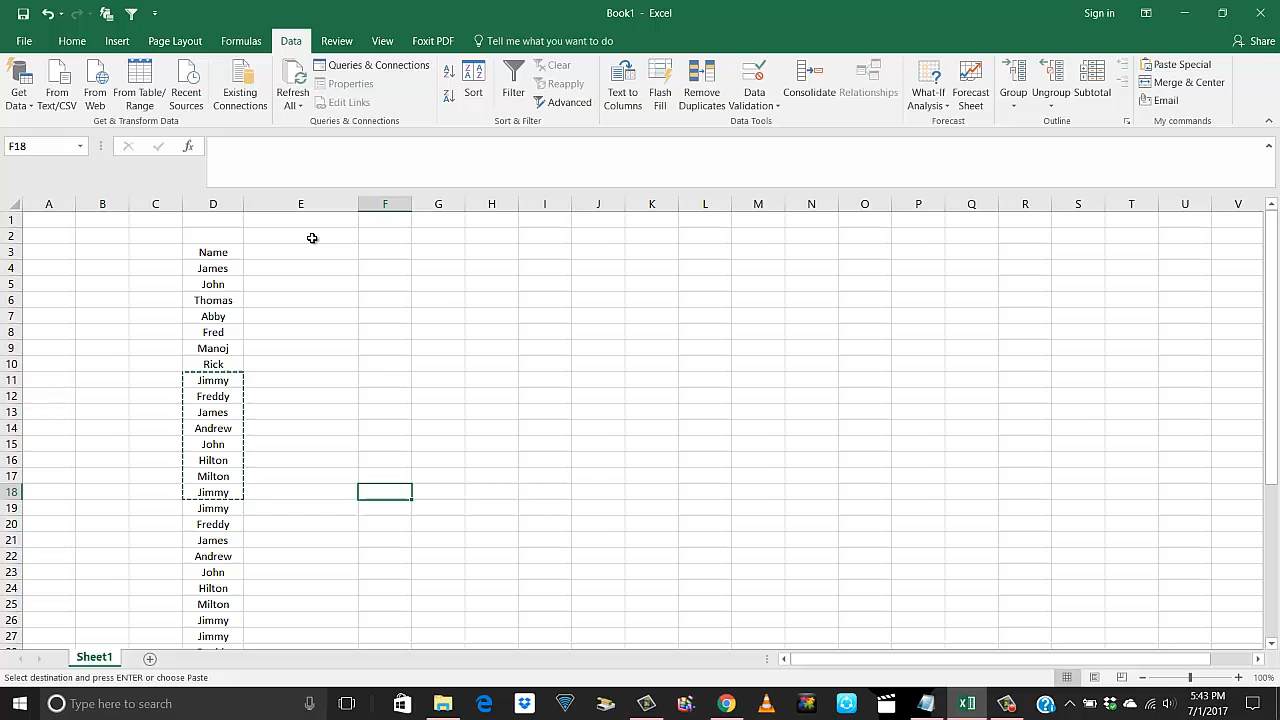 Book1 - Excel
Sign in
File Home Insert Page Layout Formulas Data Review View Foxit PDF Tell me what you want to do Share
Get Data From Text/CSV From Web From Table/Range Recent Sources Existing Connections
Get & Transform Data
Refresh All Queries & Connections Properties Edit Links
Queries & Connections
Sort Filter Clear Reapply Advanced
Sort & Filter
Text to Columns Flash Fill Remove Duplicates Data Validation Consolidate Relationships
Data Tools
What-If Analysis Forecast Sheet
Forecast
Group Ungroup Subtotal
Outline
Paste Special
Merge & Center
Email
My commands
F18 fx
A B C D E F G H I J K L M N O P Q R S T U V
1
2
3 Name
4 James
5 John
6 Thomas
7 Abby
8 Fred
9 Manoj
10 Rick
11 Jimmy
12 Freddy
13 James
14 Andrew
15 John
16 Hilton
17 Milton
18 Jimmy
19 Jimmy
20 Freddy
21 James
22 Andrew
23 John
24 Hilton
25 Milton
26 Jimmy
27 Jimmy
Sheet1
Select destination and press ENTER or choose Paste
100%
Type here to search
5:43 PM
7/1/2017